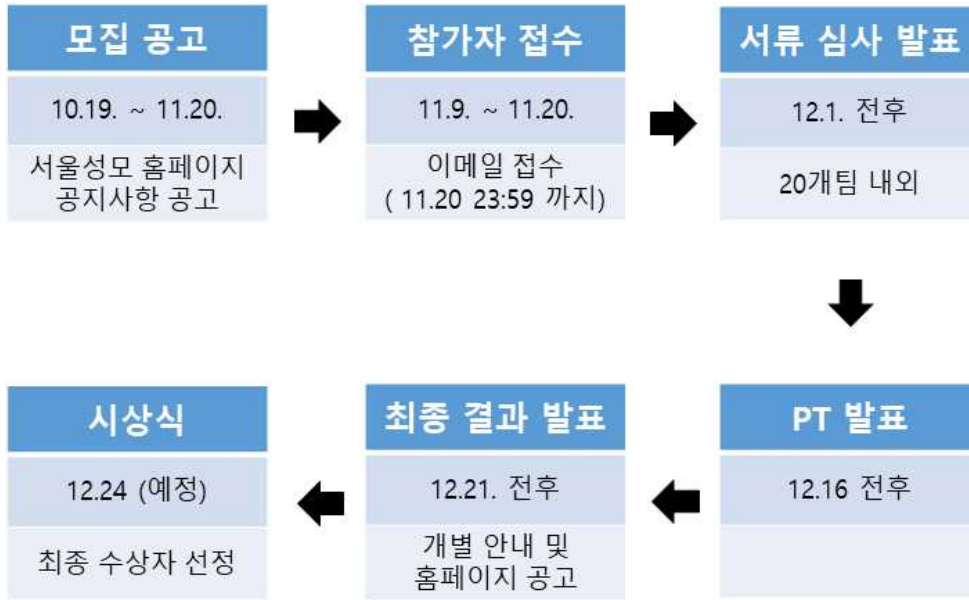 모집 공고
10.19. ~ 11.20.
서울성모 홈페이지
공지사항 공고
참가자 접수
11.9. ~ 11.20.
이메일 접수
( 11.20 23:59 까지)
서류 심사 발표
12.1. 전후
20개팀 내외
PT 발표
12.16 전후
최종 결과 발표
12.21. 전후
개별 안내 및
홈페이지 공고
시상식
12.24 (예정)
최종 수상자 선정